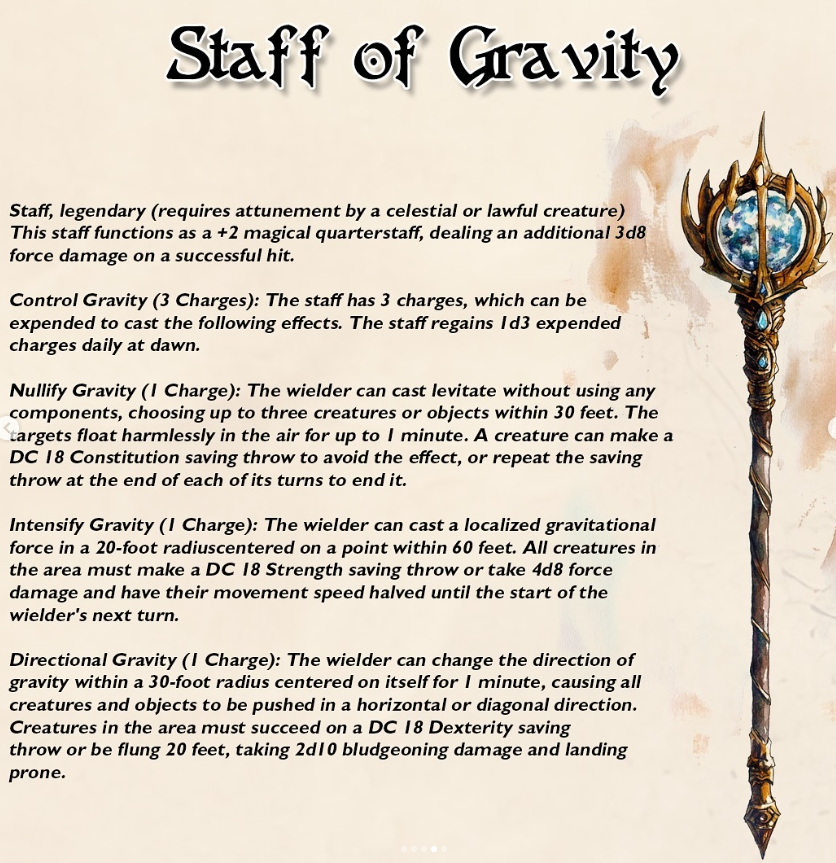 Staff of Gravity
Staff, legendary (requires attunement by a celestial or lawful creature)
This staff functions as a +2 magical quarterstaff, dealing an additional 3d8
force damage on a successful hit.
Control Gravity (3 Charges): The staff has 3 charges, which can be
expended to cast the following effects. The staff regains 1d3 expended
charges daily at dawn.
Nullify Gravity (1 Charge): The wielder can cast levitate without using any
components, choosing up to three creatures or objects within 30 feet. The
targets float harmlessly in the air for up to 1 minute. A creature can make a
DC 18 Constitution saving throw to avoid the effect, or repeat the saving
throw at the end of each of its turns to end it.
Intensify Gravity (1 Charge): The wielder can cast a localized gravitational
force in a 20-foot radiuscentered on a point within 60 feet. All creatures in
the area must make a DC 18 Strength saving throw or take 4d8 force
damage and have their movement speed halved until the start of the
wielder's next turn.
Directional Gravity (1 Charge): The wielder can change the direction of
gravity within a 30-foot radius centered on itself for 1 minute, causing all
creatures and objects to be pushed in a horizontal or diagonal direction.
Creatures in the area must succeed on a DC 18 Dexterity saving
throw or be flung 20 feet, taking 2d10 bludgeoning damage and landing
prone.